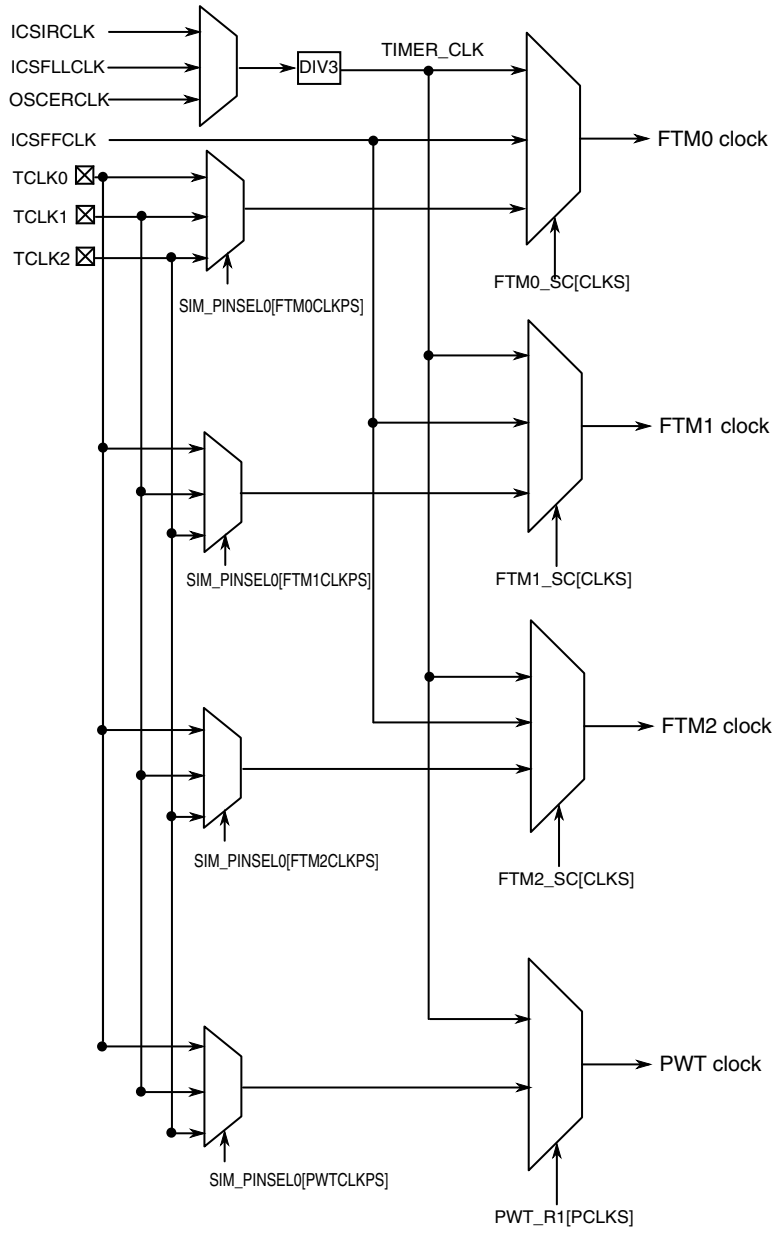 ICSIRCLK
ICSFLLCLK
OSCERCLK
DIV3
TIMER_CLK
ICSFFCLK
FTM0 clock
TCLK0
TCLK1
TCLK2
FTM0_SC[CLKS]
SIM_PINSEL0[FTM0CLKPS]
FTM1 clock
FTM1_SC[CLKS]
SIM_PINSEL0[FTM1CLKPS]
FTM2 clock
SIM_PINSEL0[FTM2CLKPS]
FTM2_SC[CLKS]
PWT clock
SIM_PINSEL0[PWTCLKPS]
PWT_R1[PCLKS]